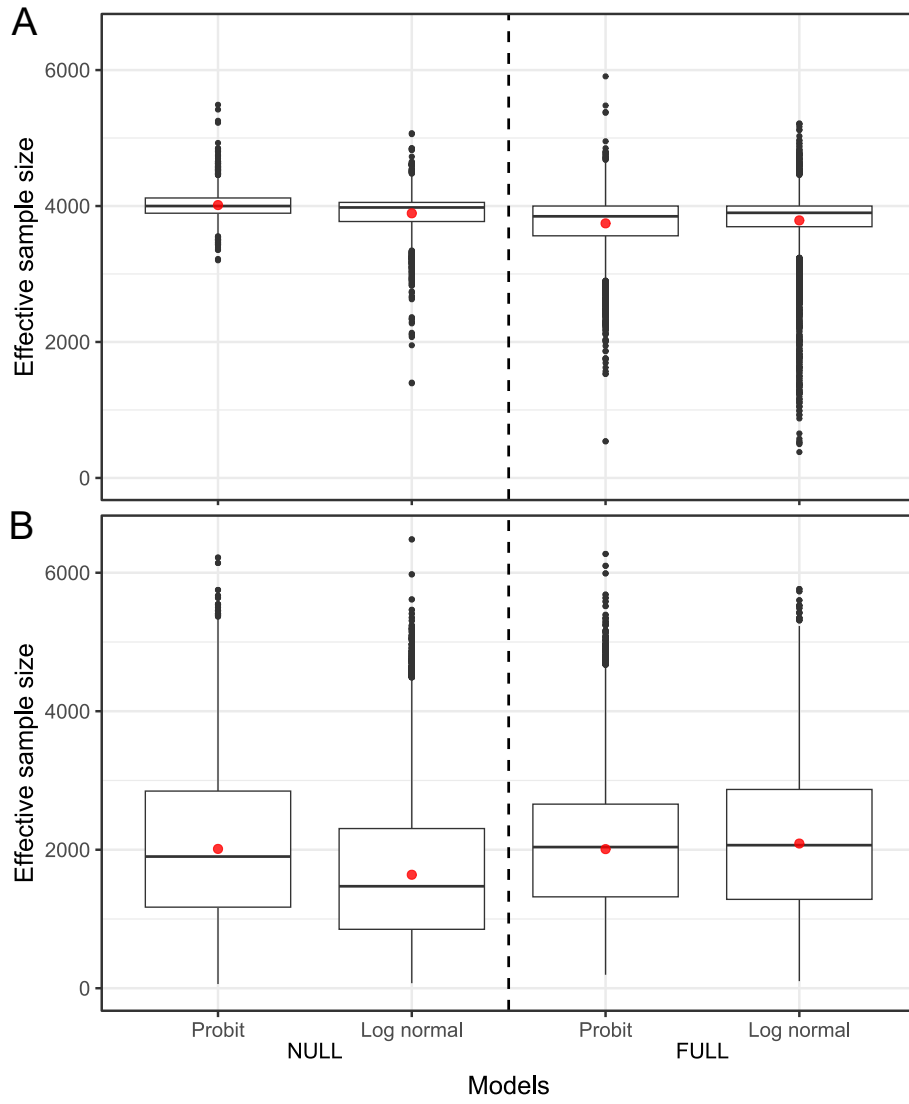 A
6000
4000
2000
0
Effective sample size
B
6000
4000
2000
0
Effective sample size
Probit Log normal Probit Log normal
NULL FULL
Models